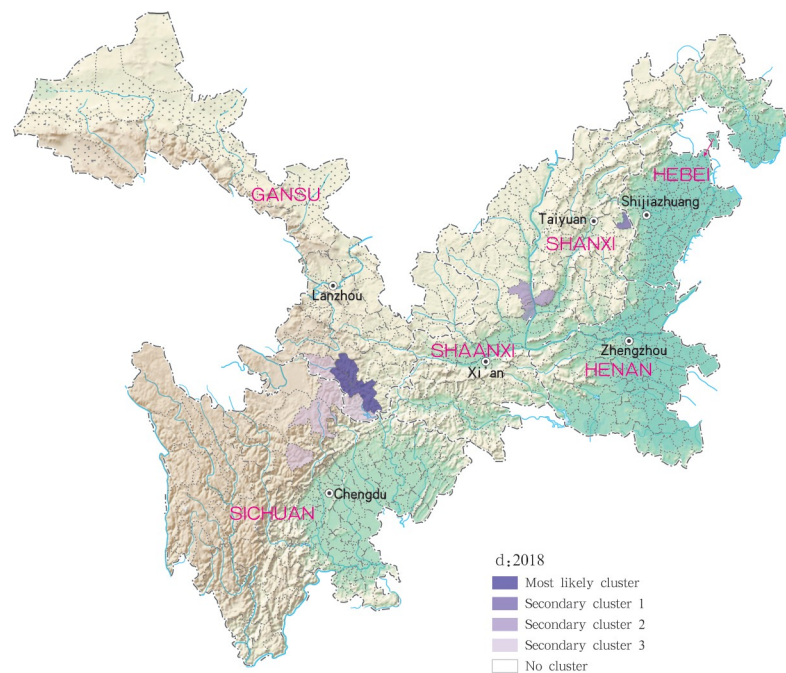 GANSU
HEBEI
Shijiazhuang
Taiyuan
SHANXI
Lanzhou
SHAANXI
Xi an
Zhengzhou
HENAN
Chengdu
SICHUAN
d:2018
Most likely cluster
Secondary cluster 1
Secondary cluster 2
Secondary cluster 3
No cluster